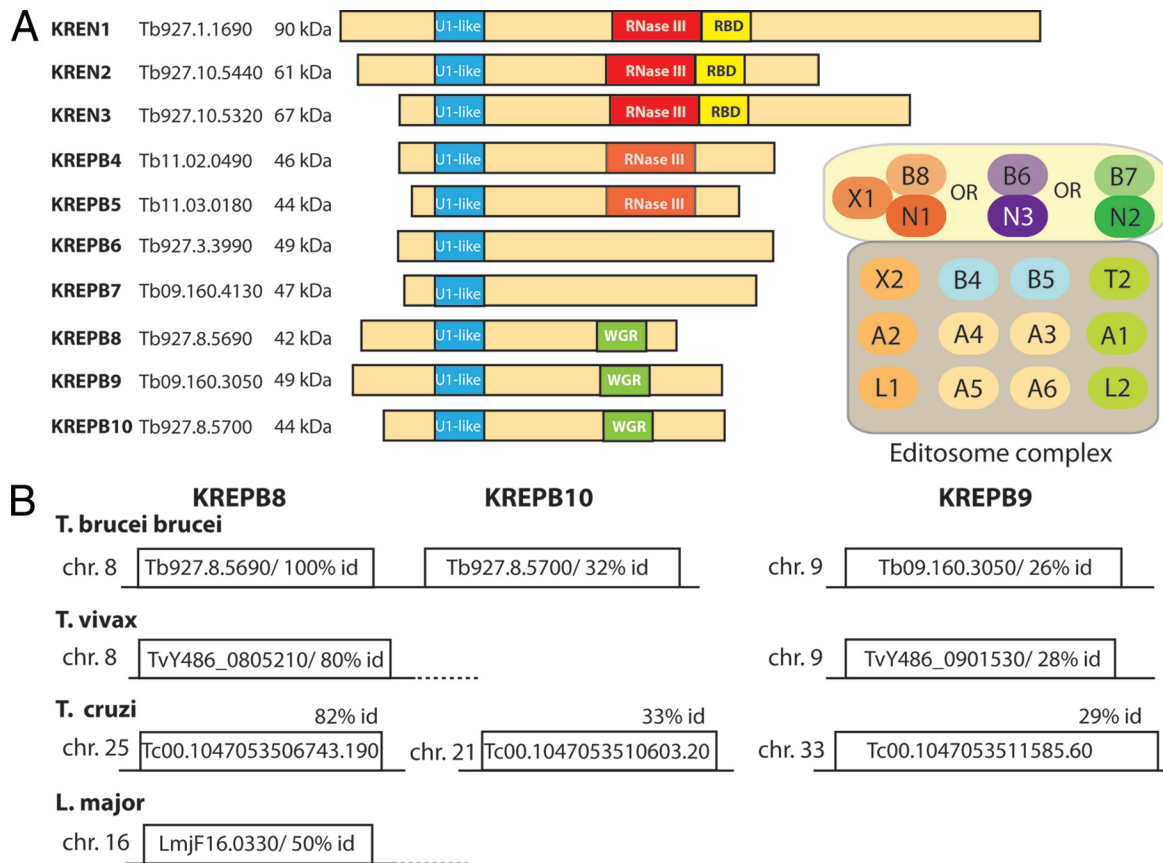 A
KREN1 Tb927.1.1690 90 kDa U1-like RNase III RBD
KREN2 Tb927.10.5440 61 kDa U1-like RNase III RBD
KREN3 Tb927.10.5320 67 kDa U1-like RNase III RBD
KREPB4 Tb11.02.0490 46 kDa U1-like RNase III
KREPB5 Tb11.03.0180 44 kDa U1-like RNase III
KREPB6 Tb927.3.3990 49 kDa U1-like
KREPB7 Tb09.160.4130 47 kDa U1-like
KREPB8 Tb927.8.5690 42 kDa U1-like WGR
KREPB9 Tb09.160.3050 49 kDa U1-like WGR
KREPB10 Tb927.8.5700 44 kDa U1-like WGR
B8 B6 B7
X1 OR OR
N1 N3 N2
X2 B4 B5 T2
A2 A4 A3 A1
L1 A5 A6 L2
Editosome complex
B
KREPB8 KREPB10 KREPB9
T. brucei brucei
chr. 8 Tb927.8.5690/ 100% id Tb927.8.5700/ 32% id chr. 9 Tb09.160.3050/ 26% id
T. vivax
chr. 8 TvY486_0805210/ 80% id chr. 9 TvY486_0901530/ 28% id
T. cruzi
82% id 33% id 29% id
chr. 25 Tc00.1047053506743.190 chr. 21 Tc00.1047053510603.20 chr. 33 Tc00.1047053511585.60
L. major
chr. 16 LmjF16.0330/ 50% id